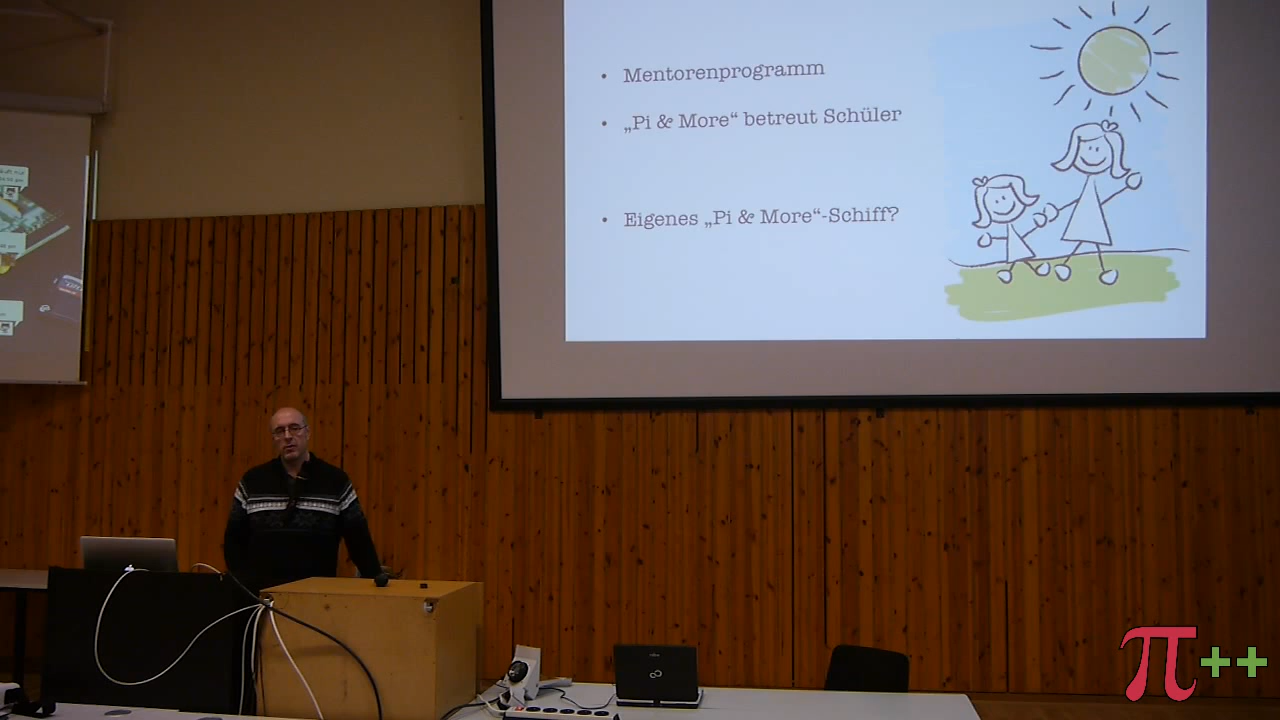 • Mentorenprogramm
• „Pi & More“ betreut Schüler
• Eigenes „Pi & More“-Schiff?
π++